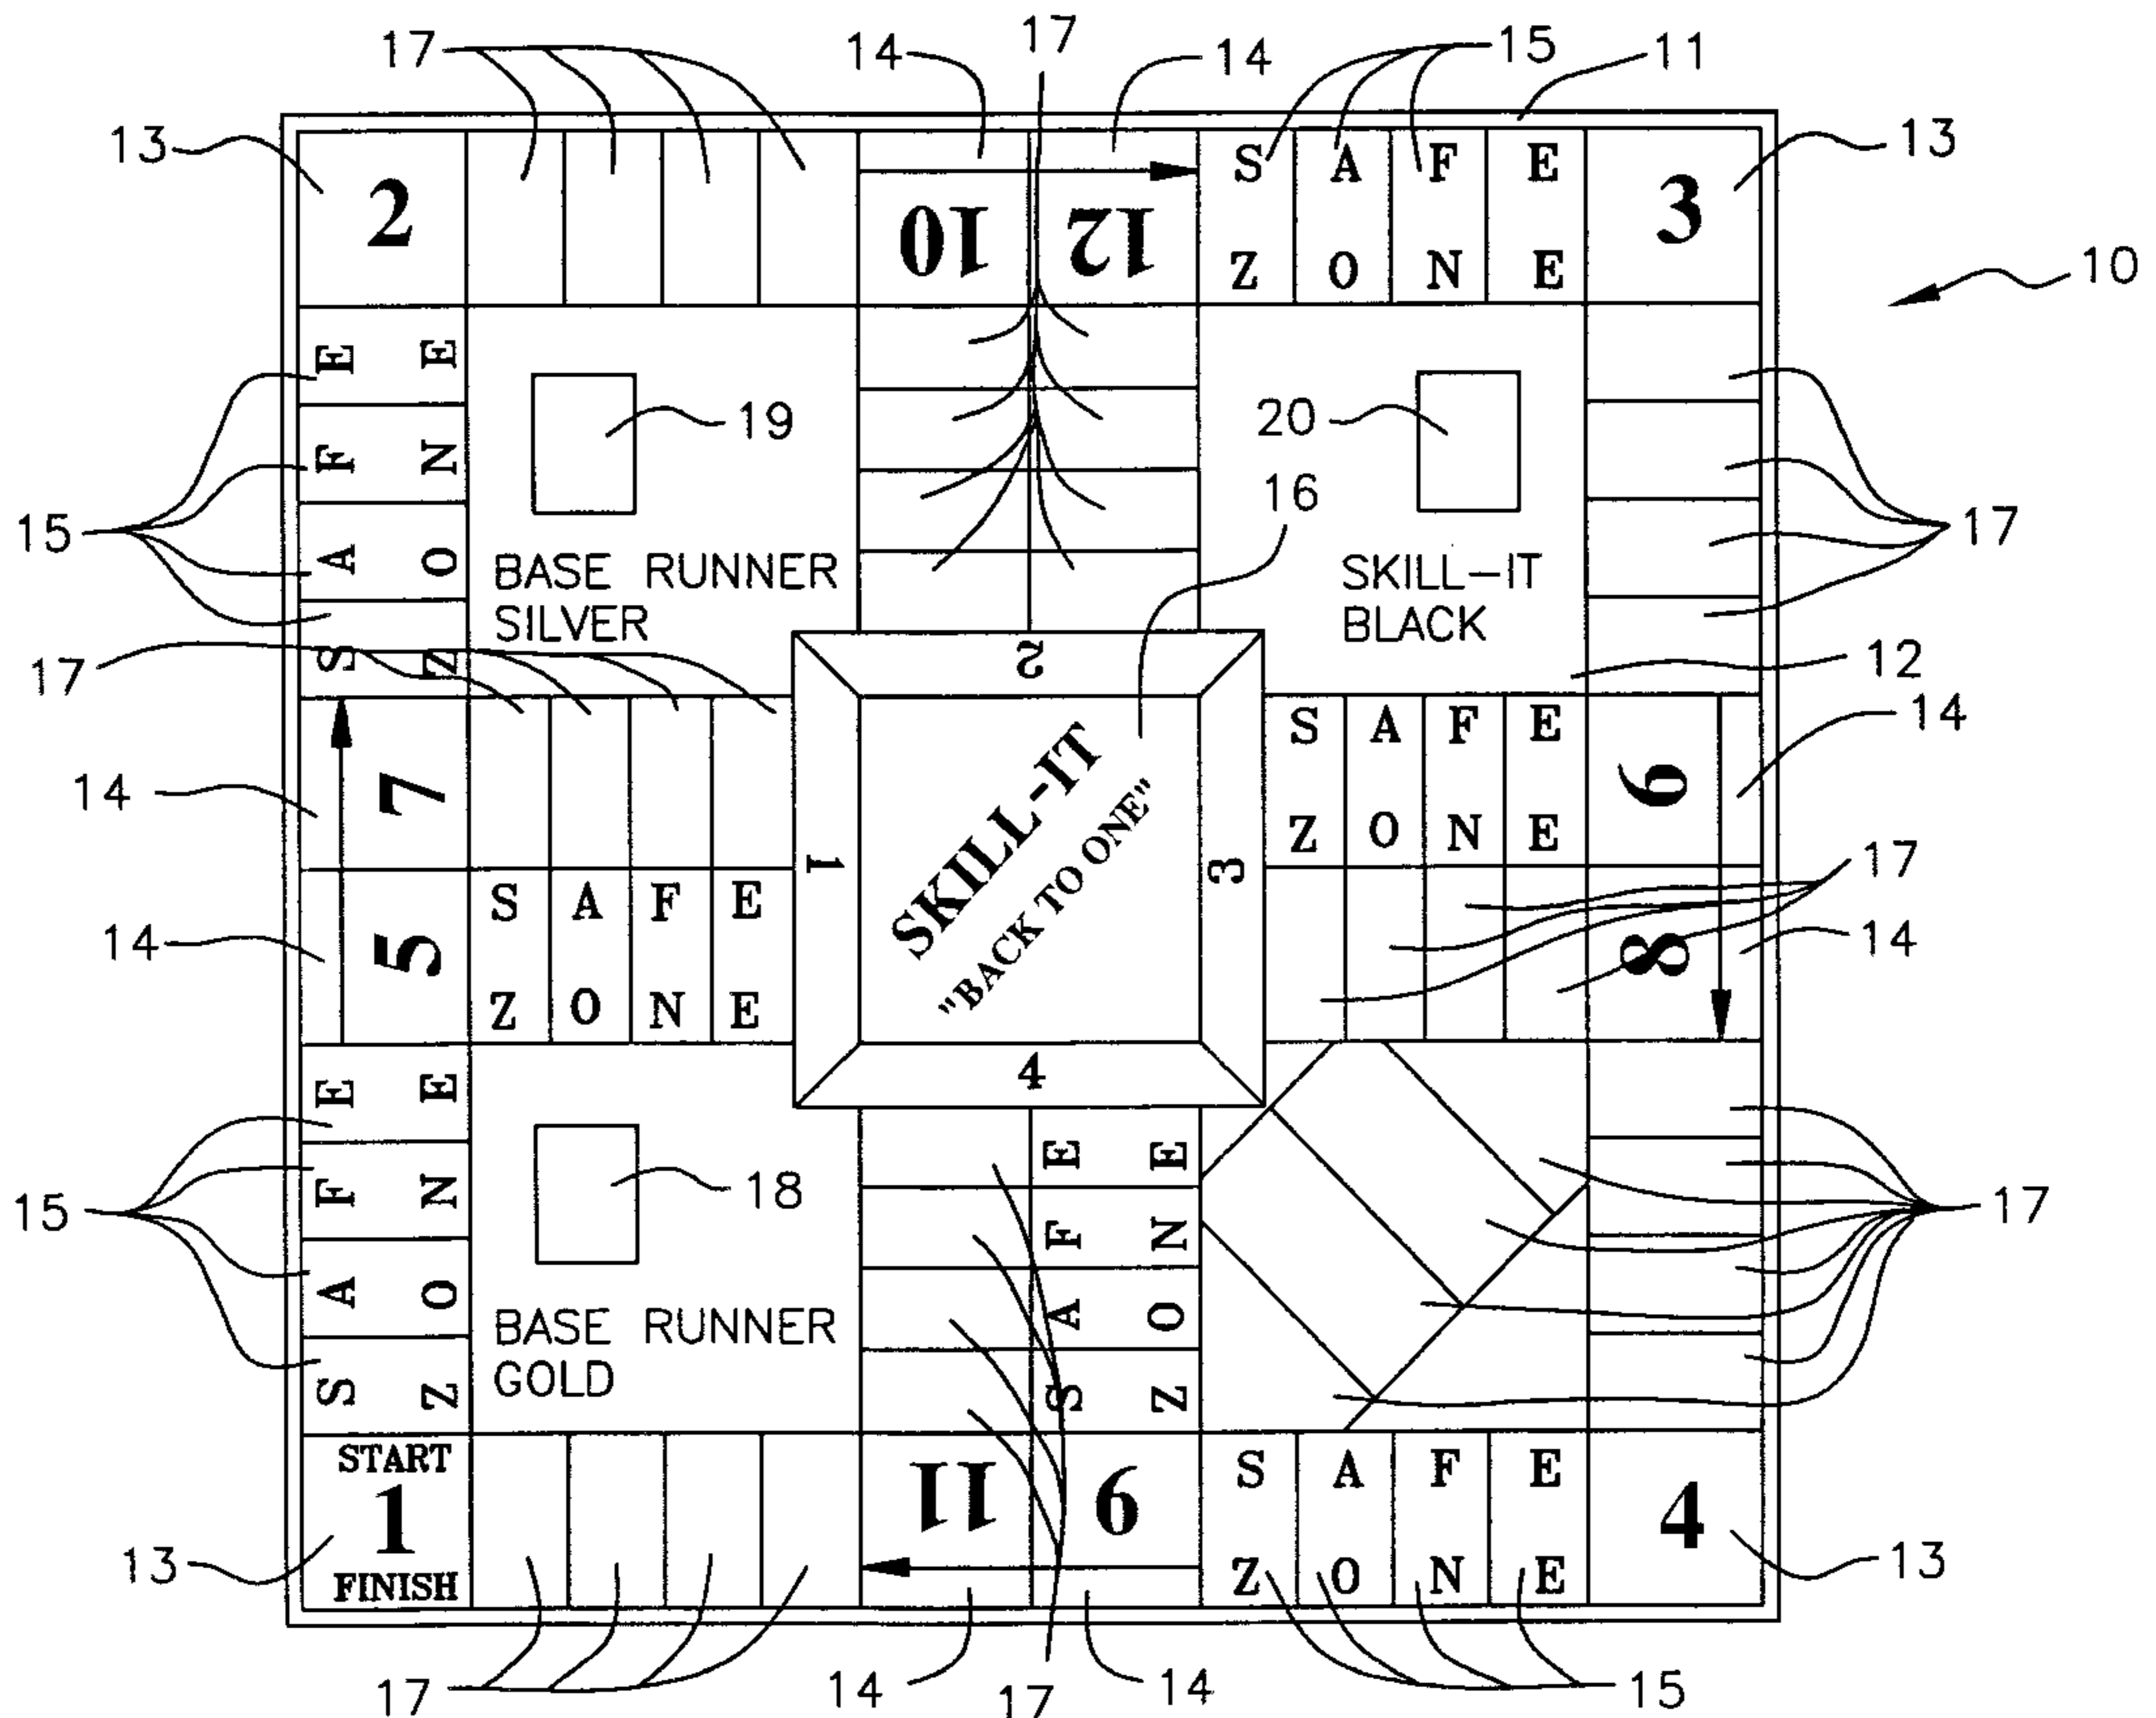 17 14 17 14 15 11
13 2 10 12 S A F E 3 13
Z O N E
10
E E
F N
A O
S Z
15
19
BASE RUNNER
SILVER
20
SKILL-IT
BLACK
16
17
12
17
2
14
7
14
5
S A F E
Z O N E
1
SKILL-IT
"BACK TO ONE"
3
4
S A F E
Z O N E
6
14
17
8
14
E E
F N
A O
S Z
15
18
BASE RUNNER
GOLD
E E
F N
A O
S Z
17
START
1
FINISH
13
11
9
S A F E
Z O N E
4
13
17 14 17 14 15